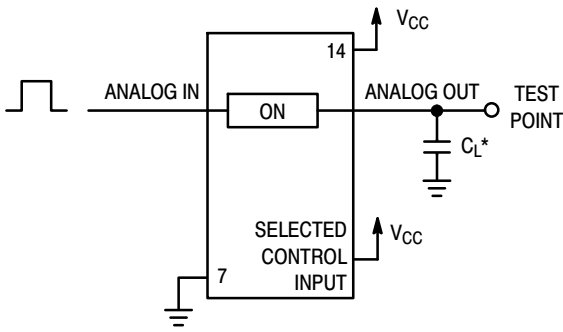 VCC
14
ANALOG IN
ON
ANALOG OUT
TEST
POINT
CL*
SELECTED
CONTROL
INPUT
VCC
7